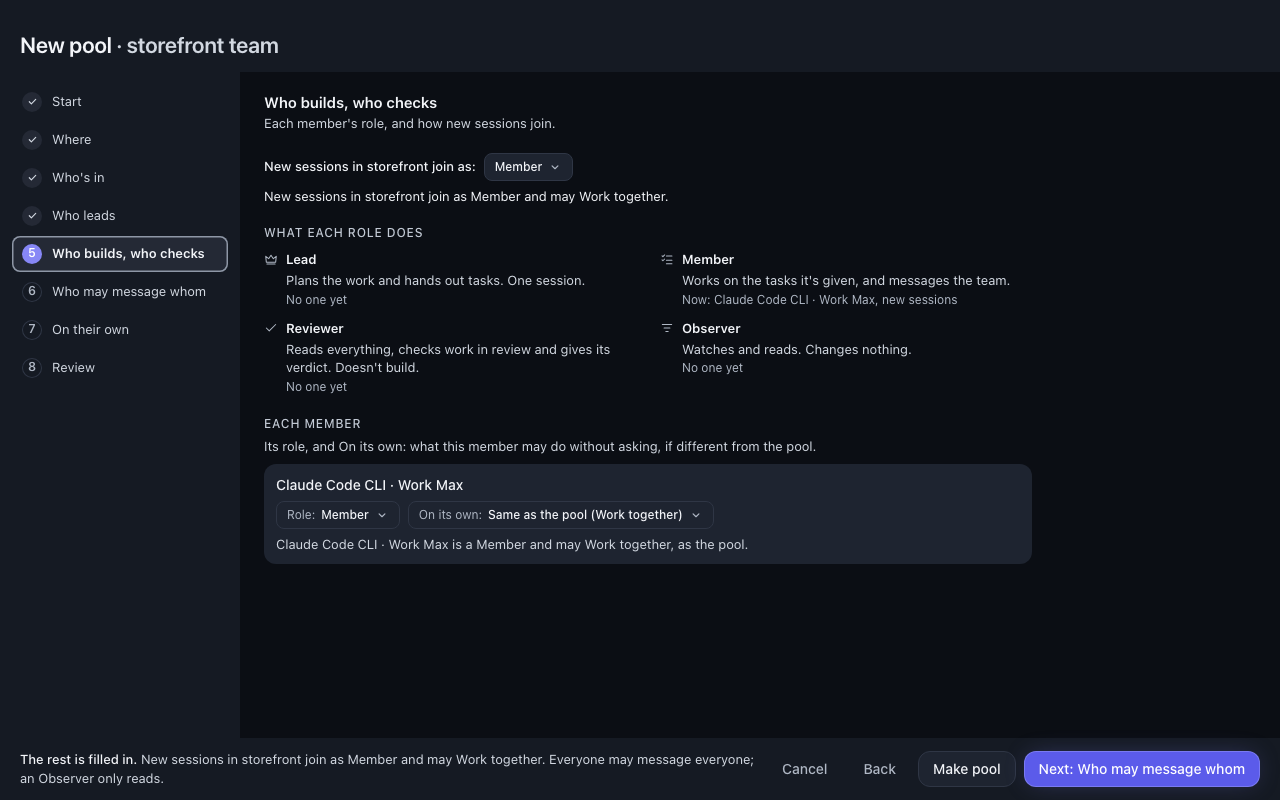 New pool · storefront team
Start
Where
Who's in
Who leads
5 Who builds, who checks
6 Who may message whom
7 On their own
8 Review
Who builds, who checks
Each member's role, and how new sessions join.
New sessions in storefront join as: Member
New sessions in storefront join as Member and may Work together.
WHAT EACH ROLE DOES
Lead
Plans the work and hands out tasks. One session.
No one yet
Member
Works on the tasks it's given, and messages the team.
Now: Claude Code CLI · Work Max, new sessions
Reviewer
Reads everything, checks work in review and gives its
verdict. Doesn't build.
No one yet
Observer
Watches and reads. Changes nothing.
No one yet
EACH MEMBER
Its role, and On its own: what this member may do without asking, if different from the pool.
Claude Code CLI · Work Max
Role: Member On its own: Same as the pool (Work together)
Claude Code CLI · Work Max is a Member and may Work together, as the pool.
The rest is filled in. New sessions in storefront join as Member and may Work together. Everyone may message everyone;
an Observer only reads.
Cancel Back Make pool Next: Who may message whom